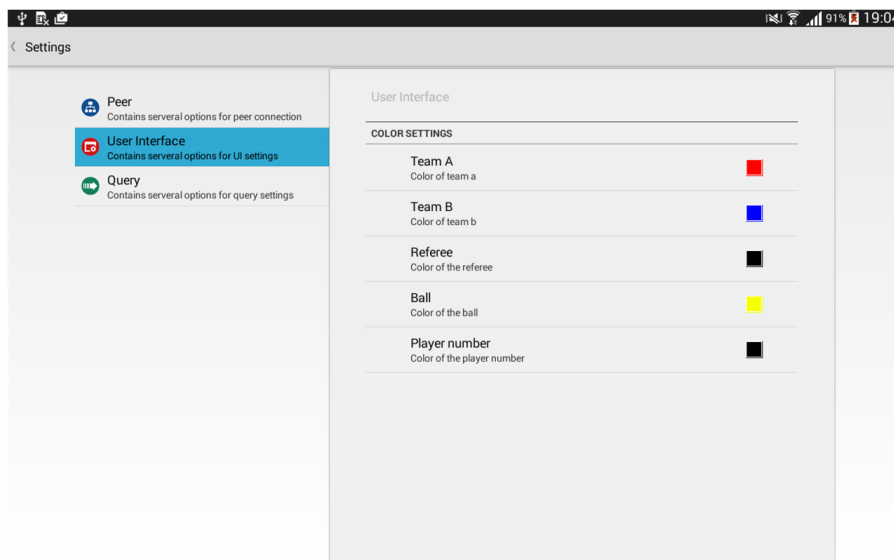 91% 19:04
Settings
Peer
Contains serveral options for peer connection
User Interface
Contains serveral options for UI settings
Query
Contains serveral options for query settings
User Interface
COLOR SETTINGS
Team A
Color of team a
Team B
Color of team b
Referee
Color of the referee
Ball
Color of the ball
Player number
Color of the player number